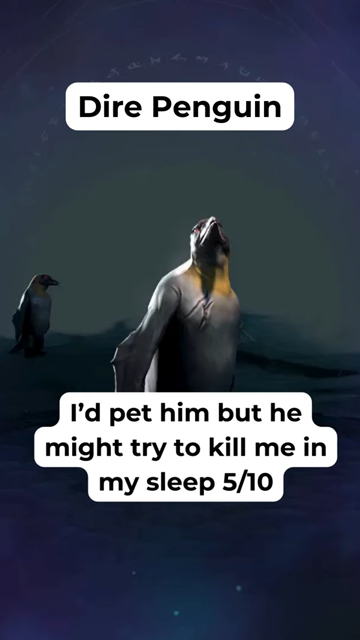 Dire Penguin
I’d pet him but he
might try to kill me in
my sleep 5/10